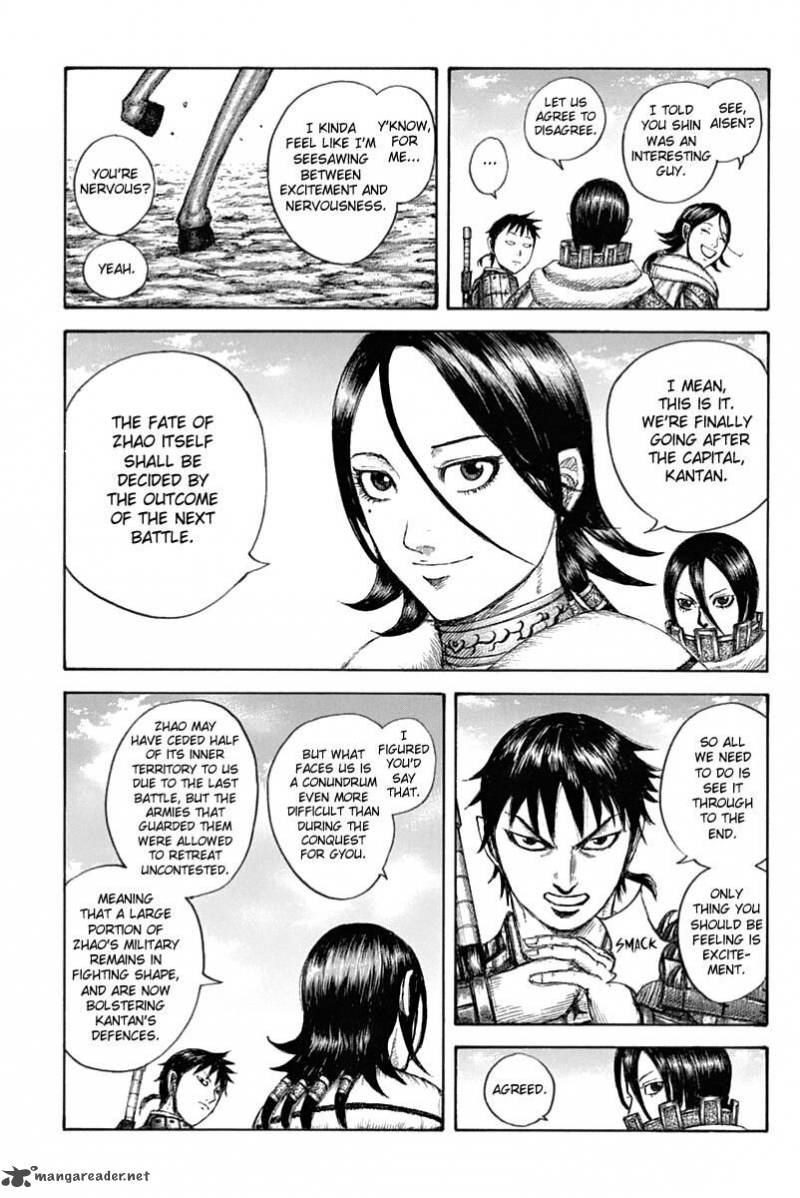 SEE,
AISEN?
I TOLD
YOU SHIN
WAS AN
INTERESTING
GUY.
LET US
AGREE TO
DISAGREE.
...
Y'KNOW,
FOR
ME...
I KINDA
FEEL LIKE I'M
SEESAWING
BETWEEN
EXCITEMENT AND
NERVOUSNESS.
YOU'RE
NERVOUS?
YEAH.
I MEAN,
THIS IS IT.
WE'RE FINALLY
GOING AFTER
THE CAPITAL,
KANTAN.
THE FATE OF
ZHAO ITSELF
SHALL BE
DECIDED BY
THE OUTCOME
OF THE NEXT
BATTLE.
SO ALL
WE NEED
TO DO IS
SEE IT
THROUGH
TO THE
END.
ONLY
THING YOU
SHOULD BE
FEELING IS
EXCITE-
MENT.
SMACK
AGREED.
I
FIGURED
YOU'D
SAY
THAT.
BUT WHAT
FACES US IS
A CONUNDRUM
EVEN MORE
DIFFICULT THAN
DURING THE
CONQUEST
FOR GYOU.
ZHAO MAY
HAVE CEDED HALF
OF ITS INNER
TERRITORY TO US
DUE TO THE LAST
BATTLE, BUT THE
ARMIES THAT
GUARDED THEM
WERE ALLOWED
TO RETREAT
UNCONTESTED.
MEANING
THAT A LARGE
PORTION OF
ZHAO'S MILITARY
REMAINS IN
FIGHTING SHAPE,
AND ARE NOW
BOLSTERING
KANTAN'S
DEFENCES.
mangareader.net